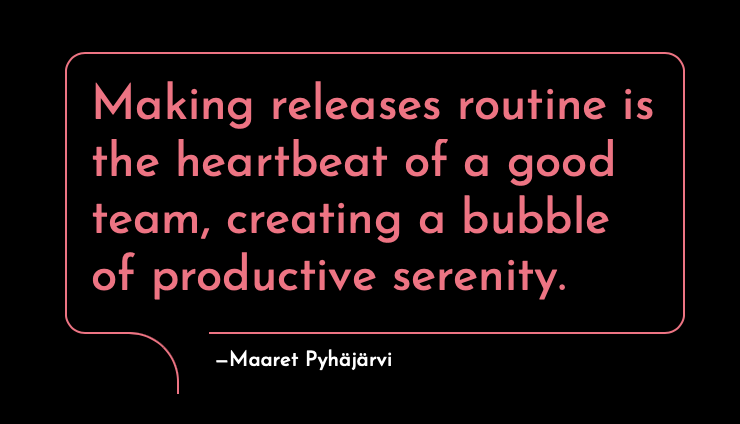 Making releases routine is
the heartbeat of a good
team, creating a bubble
of productive serenity.
—Maaret Pyhäjärvi